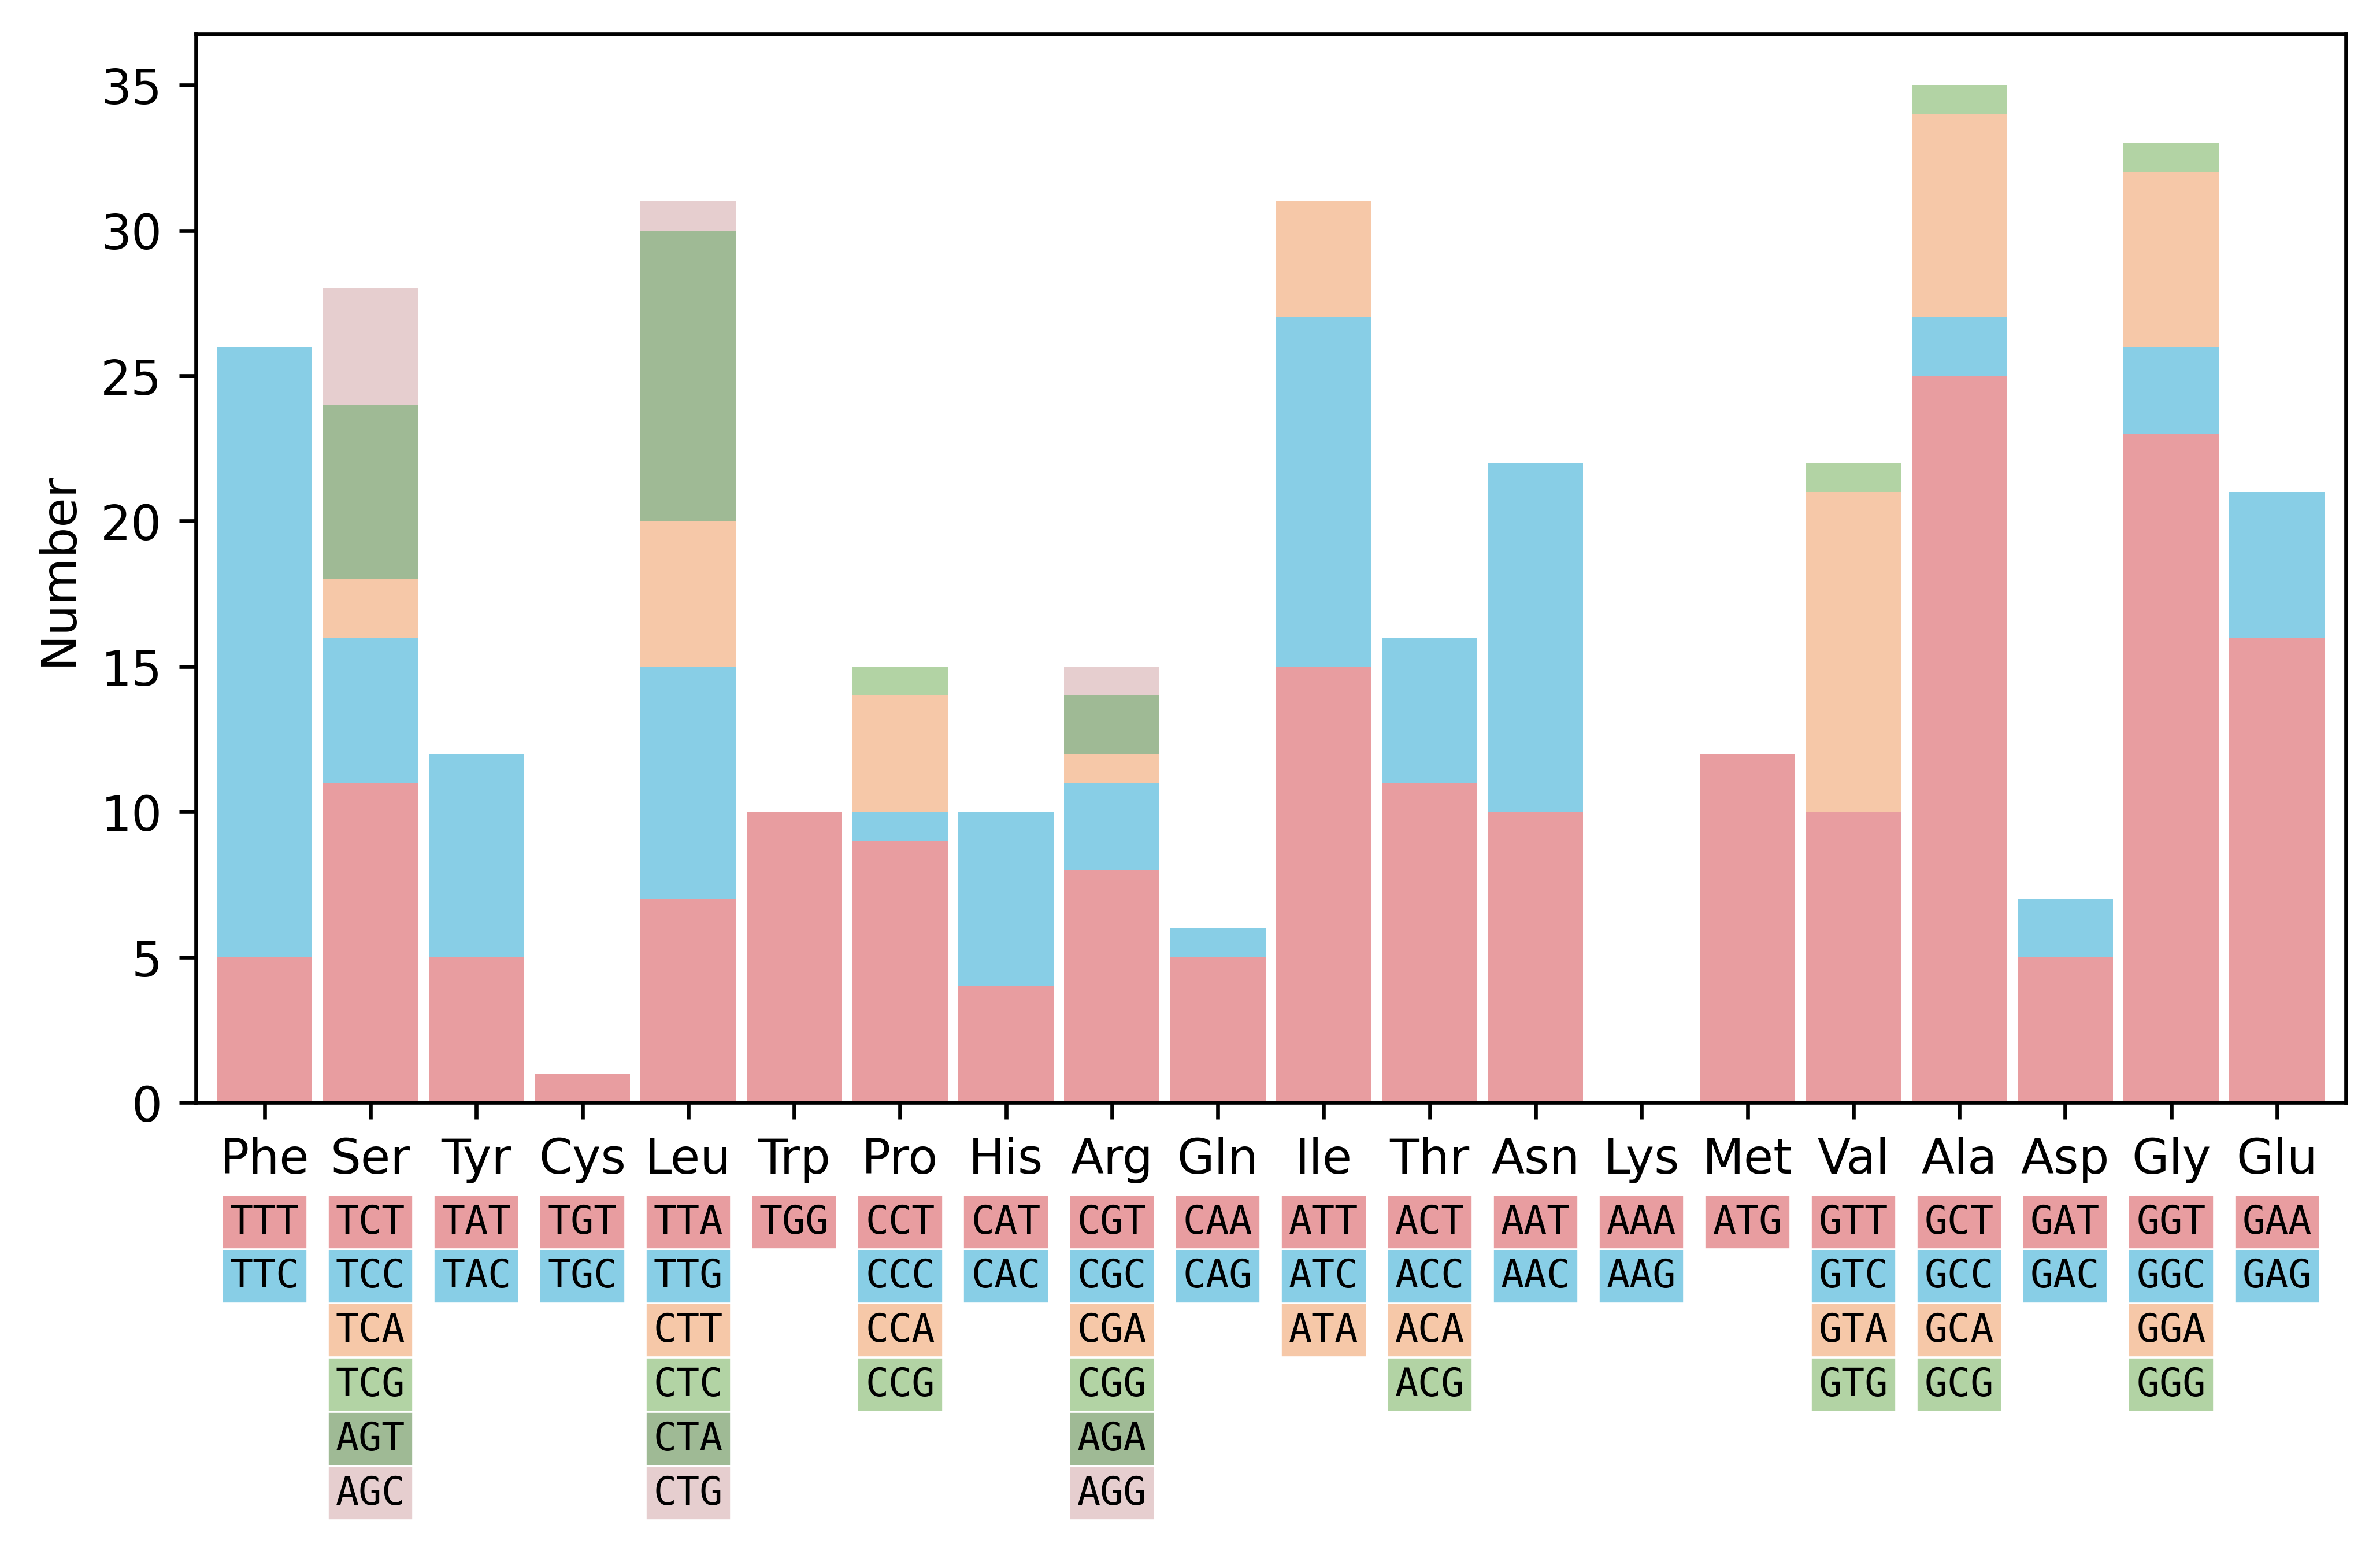 35
30
25
20
15
10
5
0
Number
Phe Ser Tyr Cys Leu Trp Pro His Arg Gln Ile Thr Asn Lys Met Val Ala Asp Gly Glu
TTT TCT TAT TGT TTA TGG CCT CAT CGT CAA ATT ACT AAT AAA ATG GTT GCT GAT GGT GAA
TTC TCC TAC TGC TTG CCC CAC CGC CAG ATC ACC AAC AAG GTC GCC GAC GGC GAG
TCA CTT CCA CGA ATA ACA GTA GCA GGA
TCG CTC CCG CGG ACG GTG GCG GGG
AGT CTA AGA
AGC CTG AGG